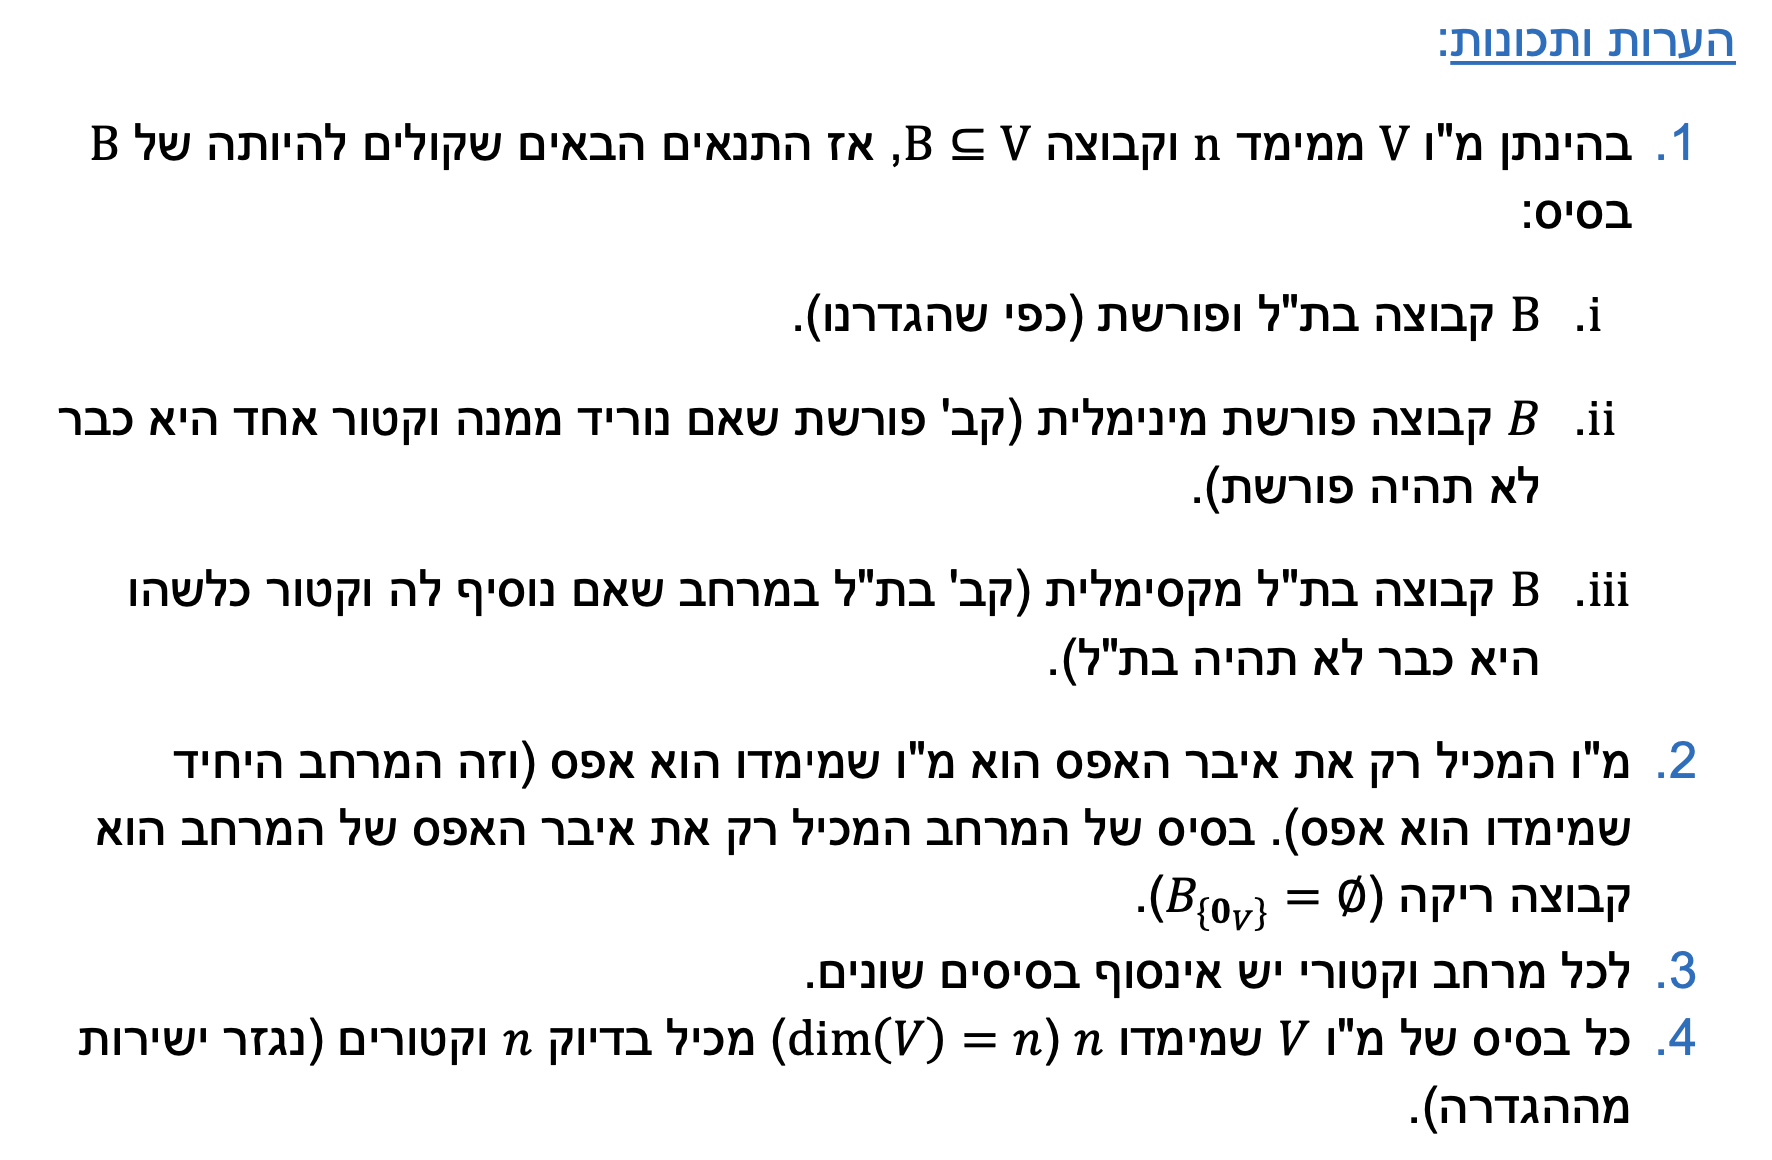 הערות ותכונות:
1. בהינתן מ"ו V ממימד n וקבוצה B ⊆ V, אז התנאים הבאים שקולים להיותה של B
בסיס:
i. B קבוצה בת"ל ופורשת (כפי שהגדרנו).
ii. B קבוצה פורשת מינימלית (קב' פורשת שאם נוריד ממנה וקטור אחד היא כבר
לא תהיה פורשת).
iii. B קבוצה בת"ל מקסימלית (קב' בת"ל במרחב שאם נוסיף לה וקטור כלשהו
היא כבר לא תהיה בת"ל).
2. מ"ו המכיל רק את איבר האפס הוא מ"ו שמימדו הוא אפס (וזה המרחב היחיד
שמימדו הוא אפס). בסיס של המרחב המכיל רק את איבר האפס של המרחב הוא
קבוצה ריקה (B_{0_V} = ∅).
3. לכל מרחב וקטורי יש אינסוף בסיסים שונים.
4. כל בסיס של מ"ו V שמימדו n (dim(V) = n) מכיל בדיוק n וקטורים (נגזר ישירות
מההגדרה).